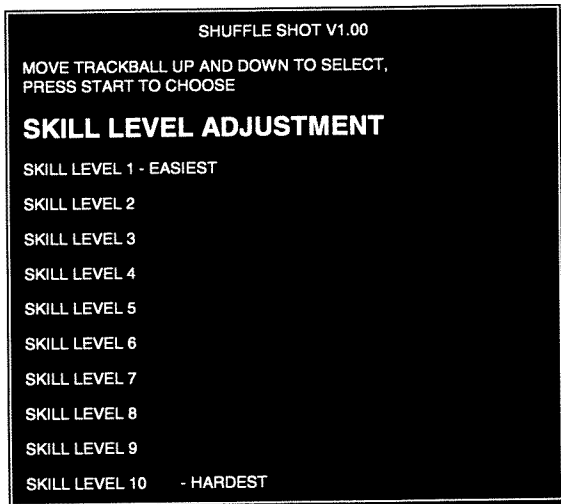 SHUFFLE SHOT V1.00
MOVE TRACKBALL UP AND DOWN TO SELECT,
PRESS START TO CHOOSE
SKILL LEVEL ADJUSTMENT
SKILL LEVEL 1 - EASIEST
SKILL LEVEL 2
SKILL LEVEL 3
SKILL LEVEL 4
SKILL LEVEL 5
SKILL LEVEL 6
SKILL LEVEL 7
SKILL LEVEL 8
SKILL LEVEL 9
SKILL LEVEL 10 - HARDEST